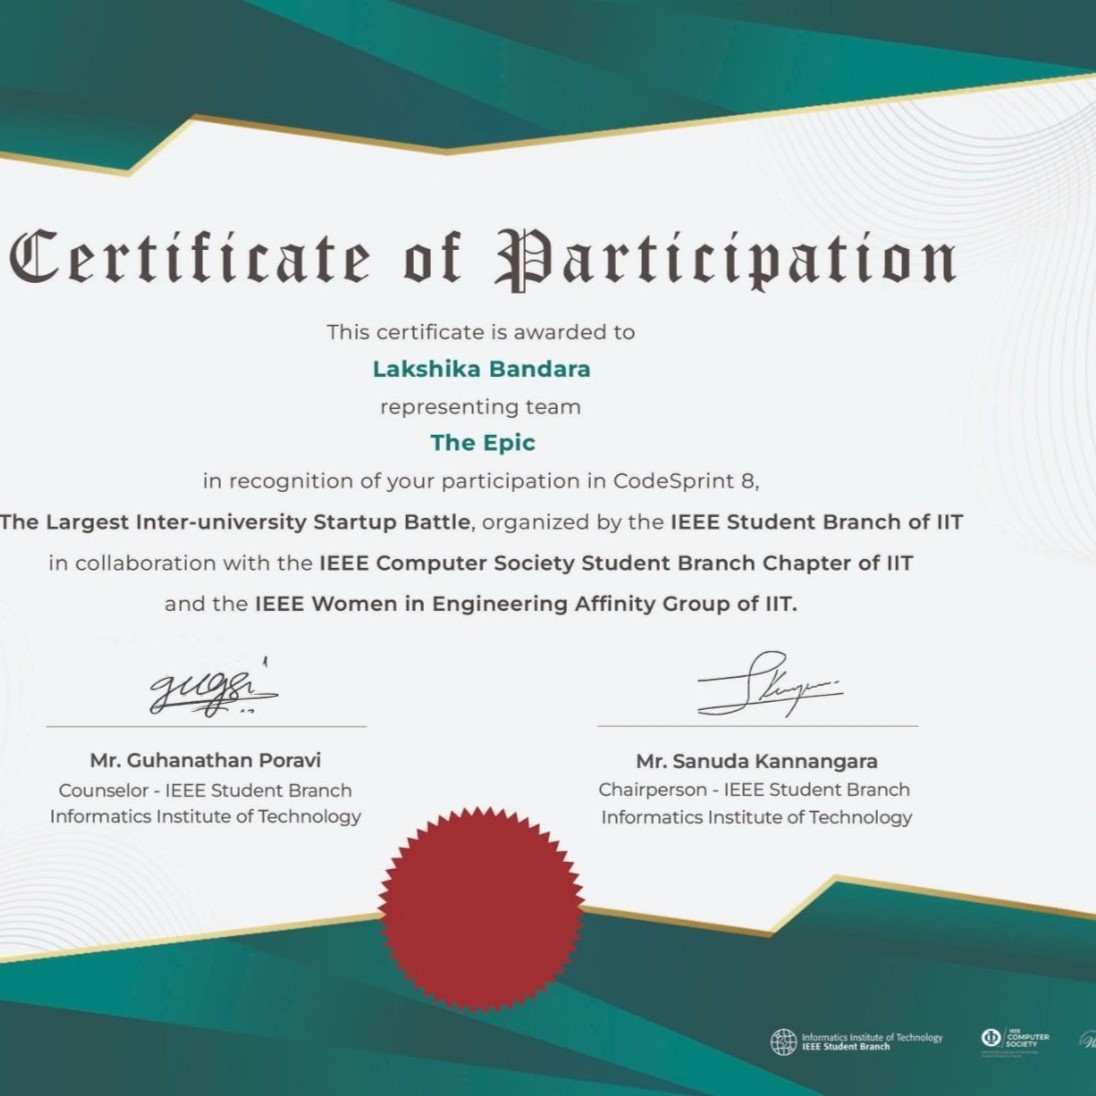 Certificate of Participation
This certificate is awarded to
Lakshika Bandara
representing team
The Epic
in recognition of your participation in CodeSprint 8,
The Largest Inter-university Startup Battle, organized by the IEEE Student Branch of IIT
in collaboration with the IEEE Computer Society Student Branch Chapter of IIT
and the IEEE Women in Engineering Affinity Group of IIT.
Mr. Guhanathan Poravi
Counselor - IEEE Student Branch
Informatics Institute of Technology
Mr. Sanuda Kannangara
Chairperson - IEEE Student Branch
Informatics Institute of Technology
Informatics Institute of Technology
IEEE Student Branch
IEEE
COMPUTER
SOCIETY